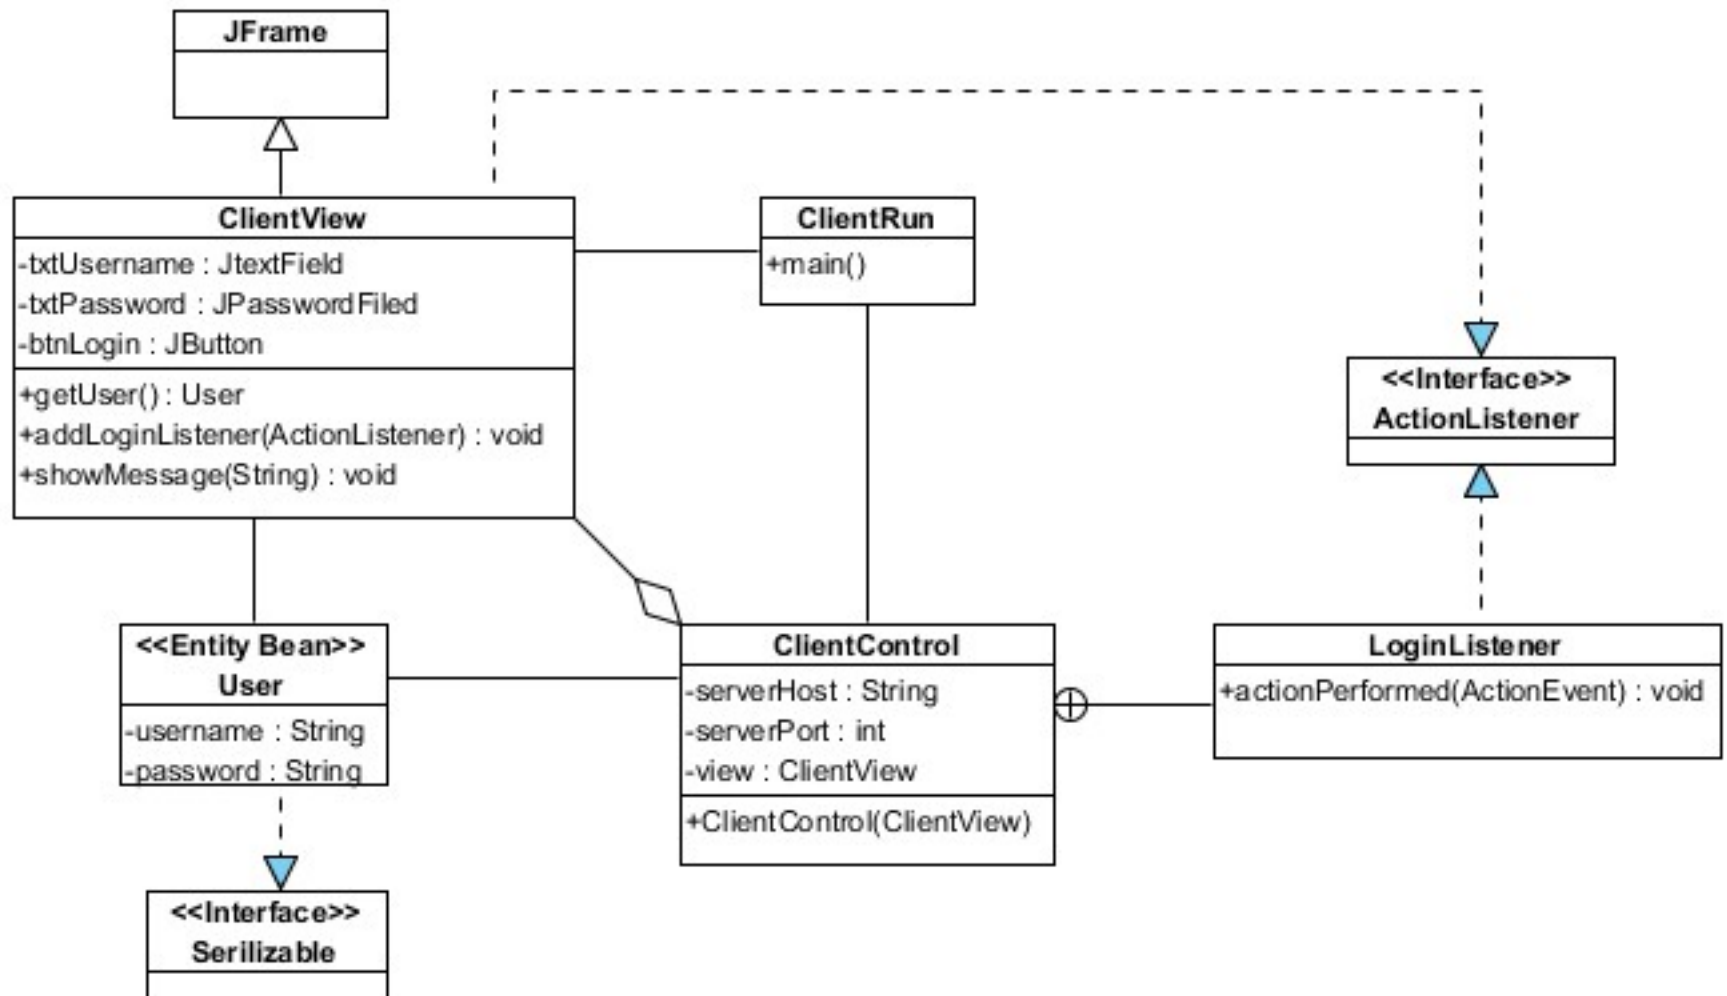 JFrame
ClientView
-txtUsername : JtextField
-txtPassword : JPasswordFiled
-btnLogin : JButton
+getUser() : User
+addLoginListener(ActionListener) : void
+showMessage(String) : void
ClientRun
+main()
<<Interface>>
ActionListener
<<Entity Bean>>
User
-username : String
-password : String
ClientControl
-serverHost : String
-serverPort : int
-view : ClientView
+ClientControl(ClientView)
LoginListener
+actionPerformed(ActionEvent) : void
<<Interface>>
Serilizable